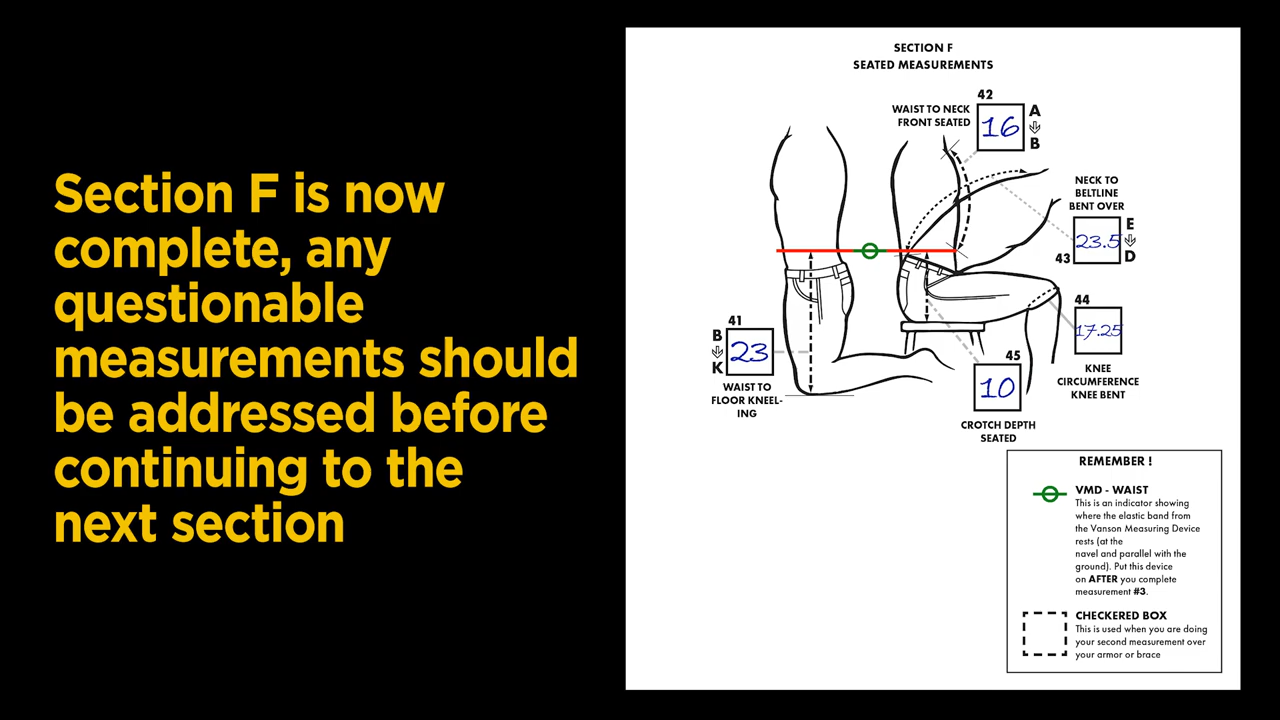 Section F is now
complete, any
questionable
measurements should
be addressed before
continuing to the
next section
SECTION F
SEATED MEASUREMENTS
42
WAIST TO NECK
FRONT SEATED
16
A
B
NECK TO
BELTLINE
BENT OVER
23.5
E
D
43
44
17.25
KNEE
CIRCUMFERENCE
KNEE BENT
41
B
K
23
WAIST TO
FLOOR KNEEL-
ING
45
10
CROTCH DEPTH
SEATED
REMEMBER !
VMD - WAIST
This is an indicator showing
where the elastic band from
the Vanson Measuring Device
rests (at the
navel and parallel with the
ground). Put this device
on AFTER you complete
measurement #3.
CHECKERED BOX
This is used when you are doing
your second measurement over
your armor or brace